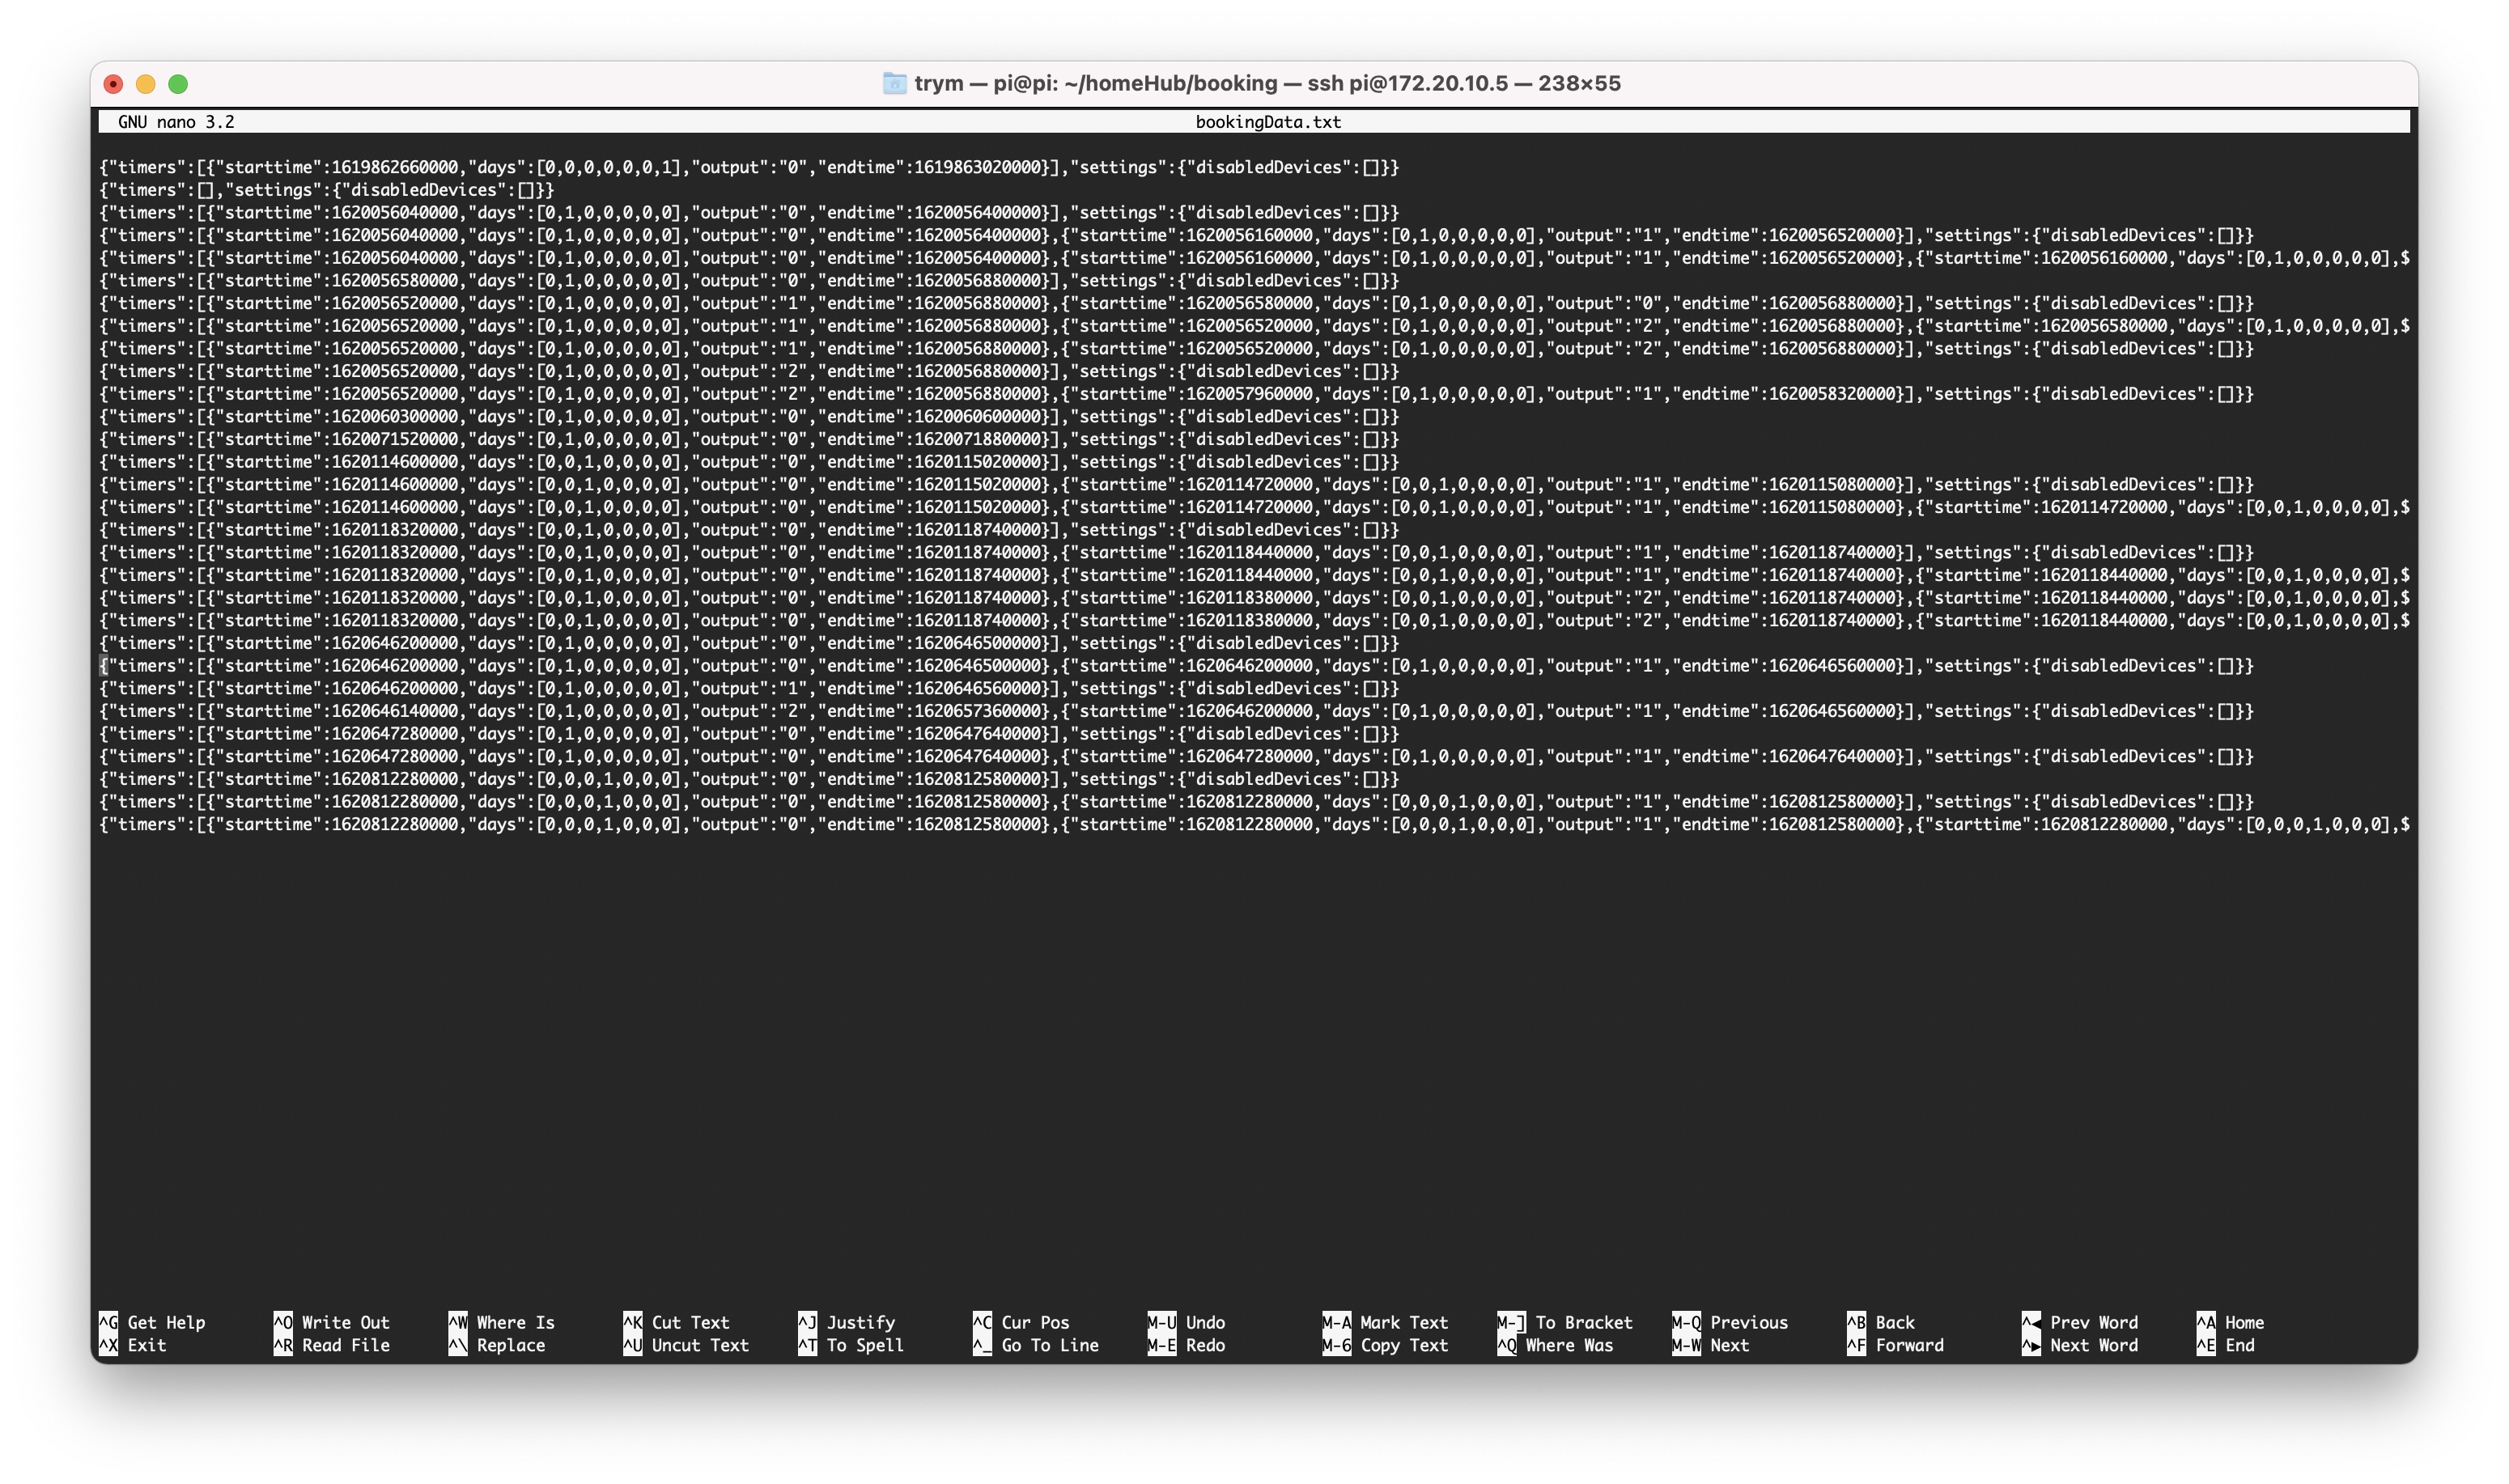 trym — pi@pi: ~/homeHub/booking — ssh pi@172.20.10.5 — 238×55
GNU nano 3.2 bookingData.txt
{"timers":[{"starttime":1619862660000,"days":[0,0,0,0,0,0,1],"output":"0","endtime":1619863020000}],"settings":{"disabledDevices":[]}}
{"timers":[],"settings":{"disabledDevices":[]}}
{"timers":[{"starttime":1620056040000,"days":[0,1,0,0,0,0,0],"output":"0","endtime":1620056400000}],"settings":{"disabledDevices":[]}}
{"timers":[{"starttime":1620056040000,"days":[0,1,0,0,0,0,0],"output":"0","endtime":1620056400000},{"starttime":1620056160000,"days":[0,1,0,0,0,0,0],"output":"1","endtime":1620056520000}],"settings":{"disabledDevices":[]}}
{"timers":[{"starttime":1620056040000,"days":[0,1,0,0,0,0,0],"output":"0","endtime":1620056400000},{"starttime":1620056160000,"days":[0,1,0,0,0,0,0],"output":"1","endtime":1620056520000},{"starttime":1620056160000,"days":[0,1,0,0,0,0,0],$
{"timers":[{"starttime":1620056580000,"days":[0,1,0,0,0,0,0],"output":"0","endtime":1620056880000}],"settings":{"disabledDevices":[]}}
{"timers":[{"starttime":1620056520000,"days":[0,1,0,0,0,0,0],"output":"1","endtime":1620056880000},{"starttime":1620056580000,"days":[0,1,0,0,0,0,0],"output":"0","endtime":1620056880000}],"settings":{"disabledDevices":[]}}
{"timers":[{"starttime":1620056520000,"days":[0,1,0,0,0,0,0],"output":"1","endtime":1620056880000},{"starttime":1620056520000,"days":[0,1,0,0,0,0,0],"output":"2","endtime":1620056880000},{"starttime":1620056580000,"days":[0,1,0,0,0,0,0],$
{"timers":[{"starttime":1620056520000,"days":[0,1,0,0,0,0,0],"output":"1","endtime":1620056880000},{"starttime":1620056520000,"days":[0,1,0,0,0,0,0],"output":"2","endtime":1620056880000}],"settings":{"disabledDevices":[]}}
{"timers":[{"starttime":1620056520000,"days":[0,1,0,0,0,0,0],"output":"2","endtime":1620056880000}],"settings":{"disabledDevices":[]}}
{"timers":[{"starttime":1620056520000,"days":[0,1,0,0,0,0,0],"output":"2","endtime":1620056880000},{"starttime":1620057960000,"days":[0,1,0,0,0,0,0],"output":"1","endtime":1620058320000}],"settings":{"disabledDevices":[]}}
{"timers":[{"starttime":1620060300000,"days":[0,1,0,0,0,0,0],"output":"0","endtime":1620060600000}],"settings":{"disabledDevices":[]}}
{"timers":[{"starttime":1620071520000,"days":[0,1,0,0,0,0,0],"output":"0","endtime":1620071880000}],"settings":{"disabledDevices":[]}}
{"timers":[{"starttime":1620114600000,"days":[0,0,1,0,0,0,0],"output":"0","endtime":1620115020000}],"settings":{"disabledDevices":[]}}
{"timers":[{"starttime":1620114600000,"days":[0,0,1,0,0,0,0],"output":"0","endtime":1620115020000},{"starttime":1620114720000,"days":[0,0,1,0,0,0,0],"output":"1","endtime":1620115080000}],"settings":{"disabledDevices":[]}}
{"timers":[{"starttime":1620114600000,"days":[0,0,1,0,0,0,0],"output":"0","endtime":1620115020000},{"starttime":1620114720000,"days":[0,0,1,0,0,0,0],"output":"1","endtime":1620115080000},{"starttime":1620114720000,"days":[0,0,1,0,0,0,0],$
{"timers":[{"starttime":1620118320000,"days":[0,0,1,0,0,0,0],"output":"0","endtime":1620118740000}],"settings":{"disabledDevices":[]}}
{"timers":[{"starttime":1620118320000,"days":[0,0,1,0,0,0,0],"output":"0","endtime":1620118740000},{"starttime":1620118440000,"days":[0,0,1,0,0,0,0],"output":"1","endtime":1620118740000}],"settings":{"disabledDevices":[]}}
{"timers":[{"starttime":1620118320000,"days":[0,0,1,0,0,0,0],"output":"0","endtime":1620118740000},{"starttime":1620118440000,"days":[0,0,1,0,0,0,0],"output":"1","endtime":1620118740000},{"starttime":1620118440000,"days":[0,0,1,0,0,0,0],$
{"timers":[{"starttime":1620118320000,"days":[0,0,1,0,0,0,0],"output":"0","endtime":1620118740000},{"starttime":1620118380000,"days":[0,0,1,0,0,0,0],"output":"2","endtime":1620118740000},{"starttime":1620118440000,"days":[0,0,1,0,0,0,0],$
{"timers":[{"starttime":1620118320000,"days":[0,0,1,0,0,0,0],"output":"0","endtime":1620118740000},{"starttime":1620118380000,"days":[0,0,1,0,0,0,0],"output":"2","endtime":1620118740000},{"starttime":1620118440000,"days":[0,0,1,0,0,0,0],$
{"timers":[{"starttime":1620646200000,"days":[0,1,0,0,0,0,0],"output":"0","endtime":1620646500000}],"settings":{"disabledDevices":[]}}
{"timers":[{"starttime":1620646200000,"days":[0,1,0,0,0,0,0],"output":"0","endtime":1620646500000},{"starttime":1620646200000,"days":[0,1,0,0,0,0,0],"output":"1","endtime":1620646560000}],"settings":{"disabledDevices":[]}}
{"timers":[{"starttime":1620646200000,"days":[0,1,0,0,0,0,0],"output":"1","endtime":1620646560000}],"settings":{"disabledDevices":[]}}
{"timers":[{"starttime":1620646140000,"days":[0,1,0,0,0,0,0],"output":"2","endtime":1620657360000},{"starttime":1620646200000,"days":[0,1,0,0,0,0,0],"output":"1","endtime":1620646560000}],"settings":{"disabledDevices":[]}}
{"timers":[{"starttime":1620647280000,"days":[0,1,0,0,0,0,0],"output":"0","endtime":1620647640000}],"settings":{"disabledDevices":[]}}
{"timers":[{"starttime":1620647280000,"days":[0,1,0,0,0,0,0],"output":"0","endtime":1620647640000},{"starttime":1620647280000,"days":[0,1,0,0,0,0,0],"output":"1","endtime":1620647640000}],"settings":{"disabledDevices":[]}}
{"timers":[{"starttime":1620812280000,"days":[0,0,0,1,0,0,0],"output":"0","endtime":1620812580000}],"settings":{"disabledDevices":[]}}
{"timers":[{"starttime":1620812280000,"days":[0,0,0,1,0,0,0],"output":"0","endtime":1620812580000},{"starttime":1620812280000,"days":[0,0,0,1,0,0,0],"output":"1","endtime":1620812580000}],"settings":{"disabledDevices":[]}}
{"timers":[{"starttime":1620812280000,"days":[0,0,0,1,0,0,0],"output":"0","endtime":1620812580000},{"starttime":1620812280000,"days":[0,0,0,1,0,0,0],"output":"1","endtime":1620812580000},{"starttime":1620812280000,"days":[0,0,0,1,0,0,0],$
^G Get Help ^O Write Out ^W Where Is ^K Cut Text ^J Justify ^C Cur Pos M-U Undo M-A Mark Text M-] To Bracket M-Q Previous ^B Back ^◀ Prev Word ^A Home
^X Exit ^R Read File ^\ Replace ^U Uncut Text ^T To Spell ^_ Go To Line M-E Redo M-6 Copy Text ^Q Where Was M-W Next ^F Forward ^▶ Next Word ^E End